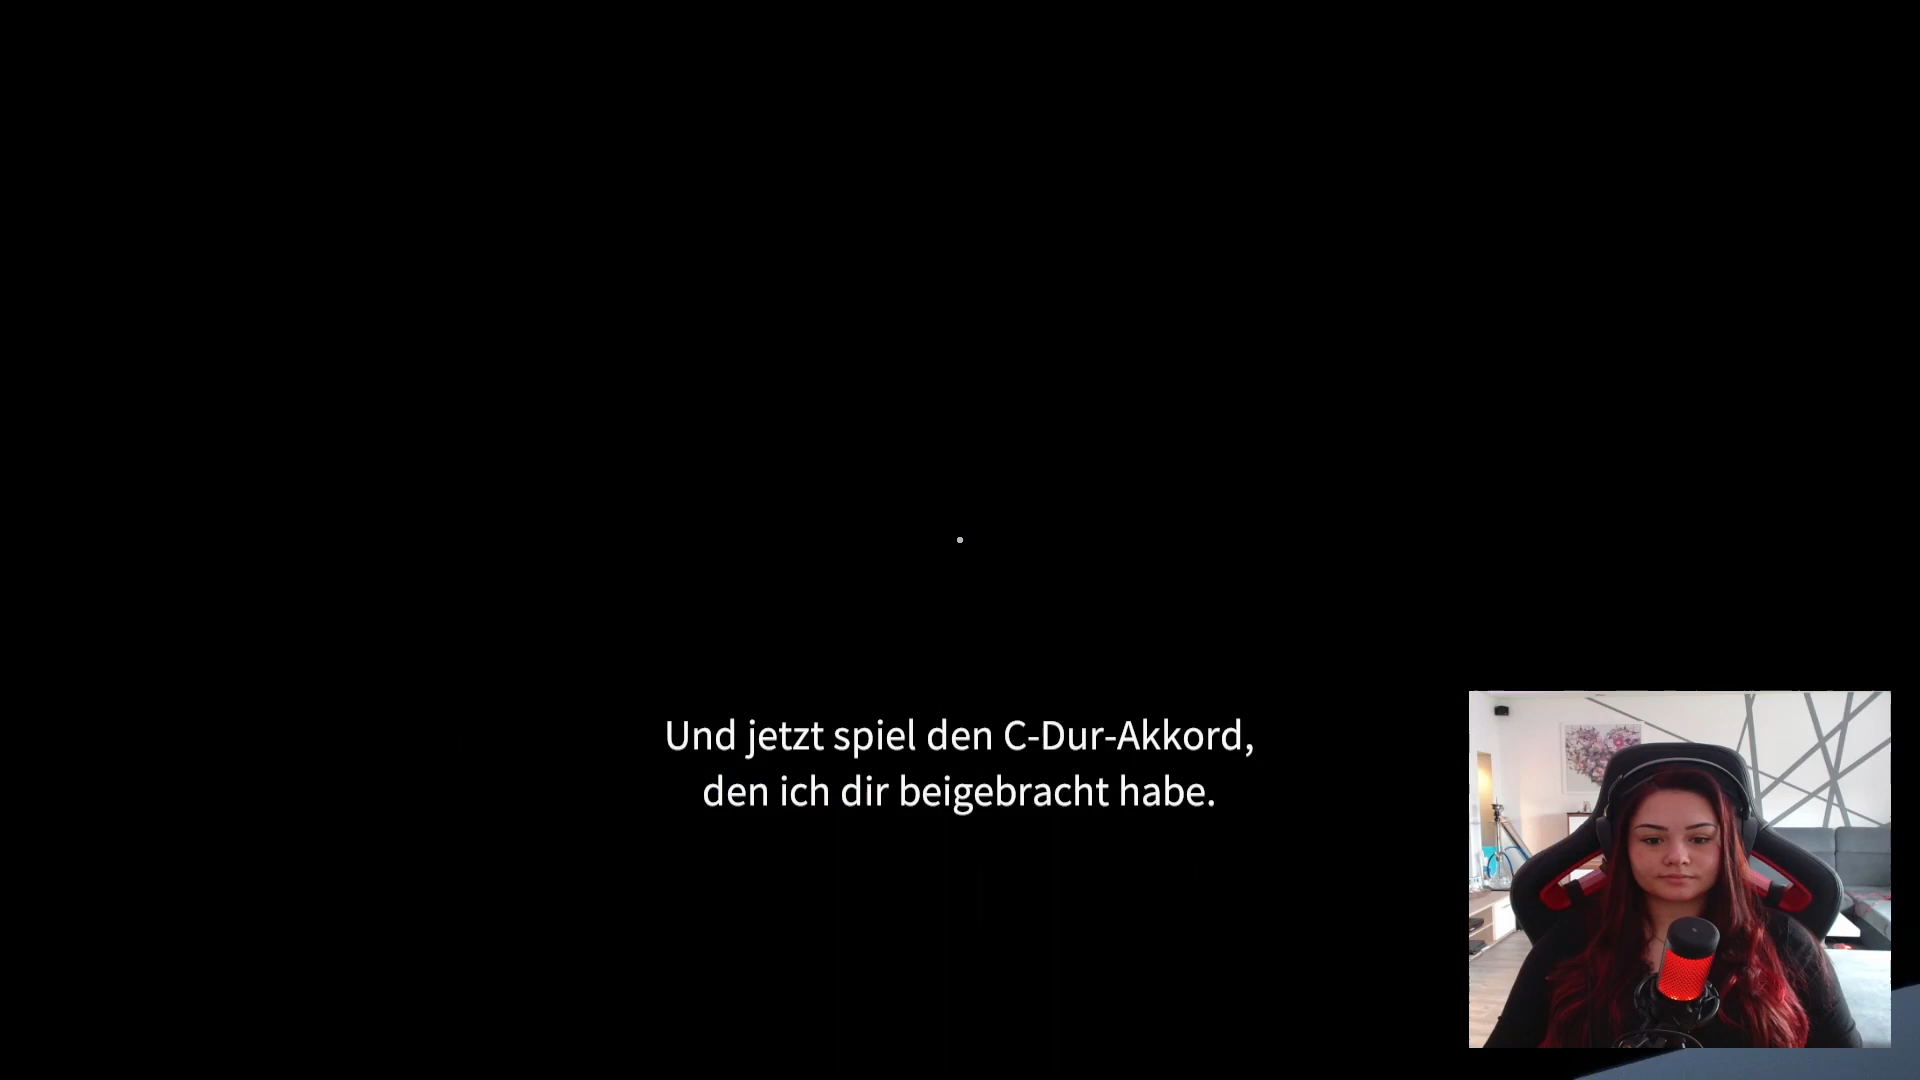 Und jetzt spiel den C-Dur-Akkord,
den ich dir beigebracht habe.